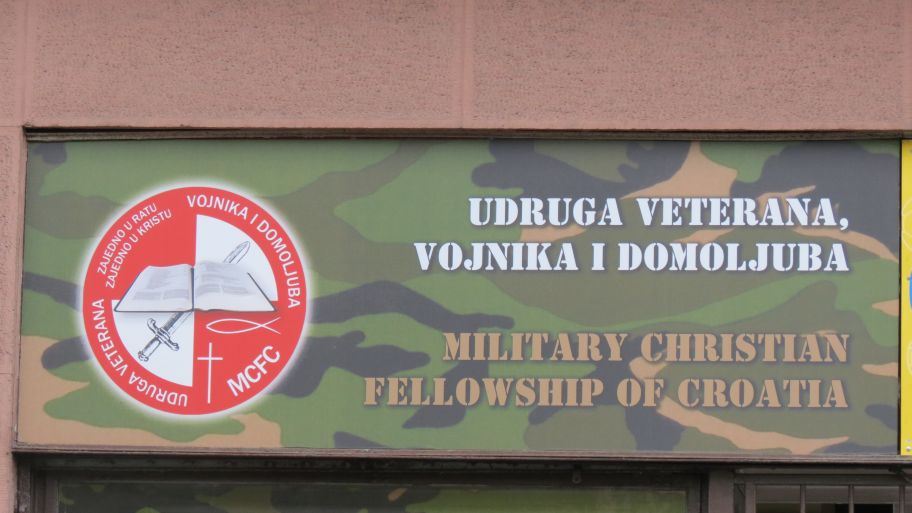 UDRUGA VETERANA,
VOJNIKA I DOMOLJUBA
MILITARY CHRISTIAN
FELLOWSHIP OF CROATIA
UDRUGA VETERANA
VOJNIKA I DOMOLJUBA
ZAJEDNO U RATU
ZAJEDNO U KRISTU
MCFC